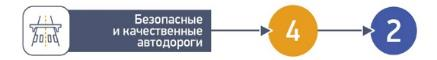 Безопасные
и качественные
автодороги
4
2